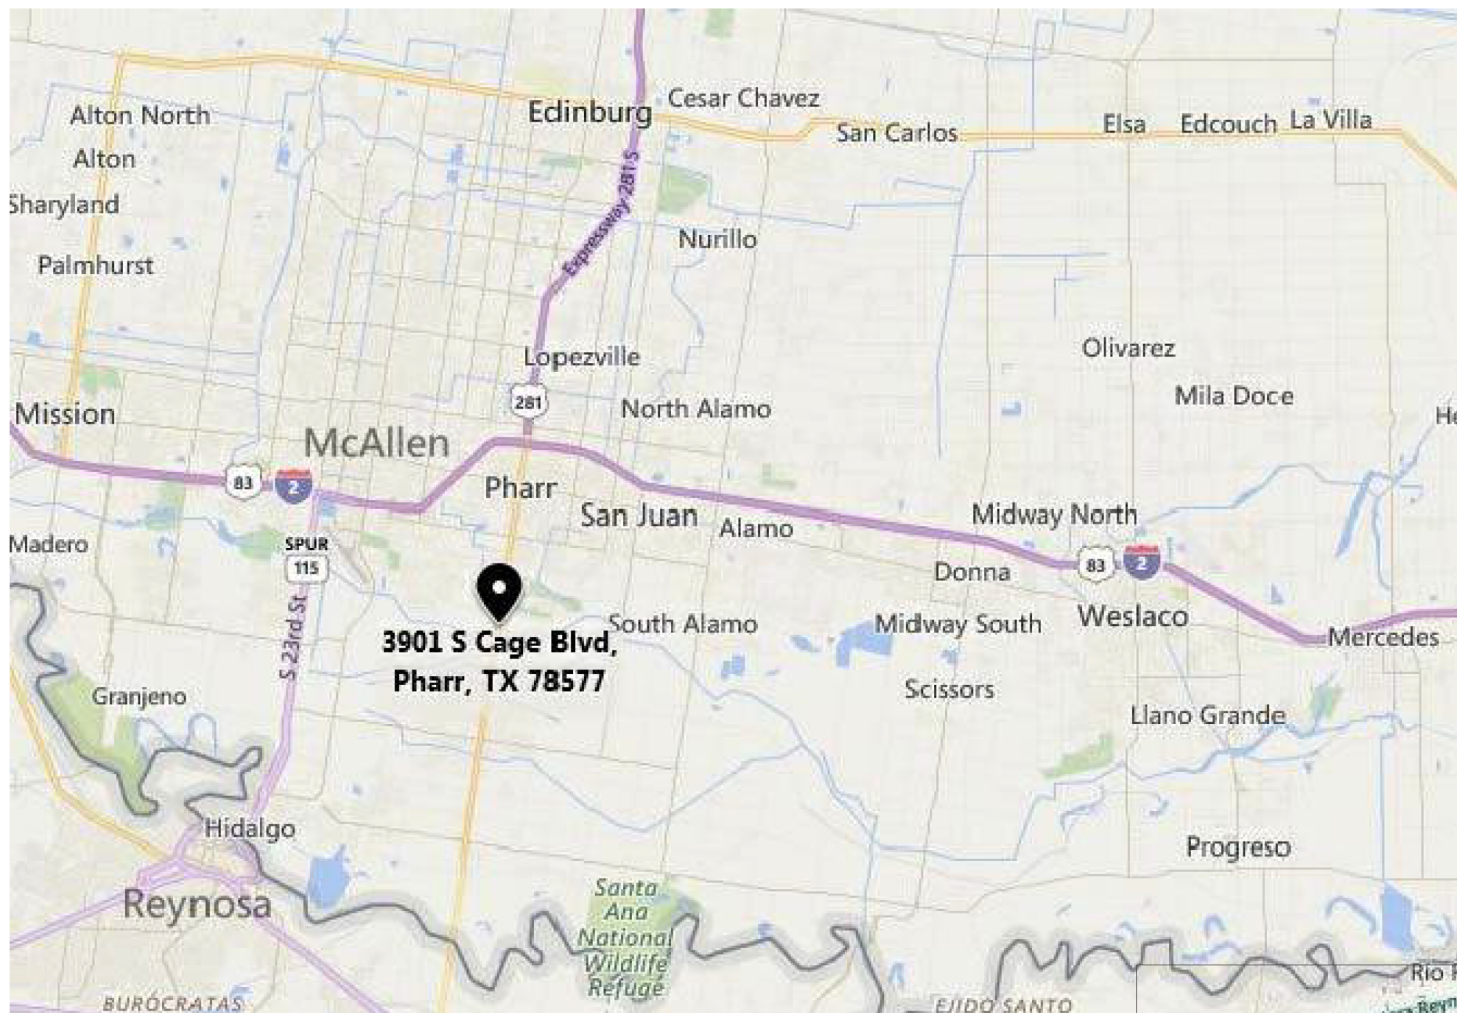 Edinburg
Cesar Chavez
Alton North
San Carlos
Elsa
Edcouch
La Villa
Alton
Sharyland
Expressway 281 S
Nurillo
Palmhurst
Lopezville
Olivarez
Mila Doce
281
North Alamo
Mission
McAllen
83
2
Pharr
San Juan
Alamo
Midway North
Madero
SPUR
115
83
2
Donna
S 23rd St
3901 S Cage Blvd,
Pharr, TX 78577
South Alamo
Midway South
Weslaco
Mercedes
Granjeno
Scissors
Llano Grande
Hidalgo
Progreso
Reynosa
Santa
Ana
National
Wildlife
Refuge
BURÓCRATAS
EJIDO SANTO